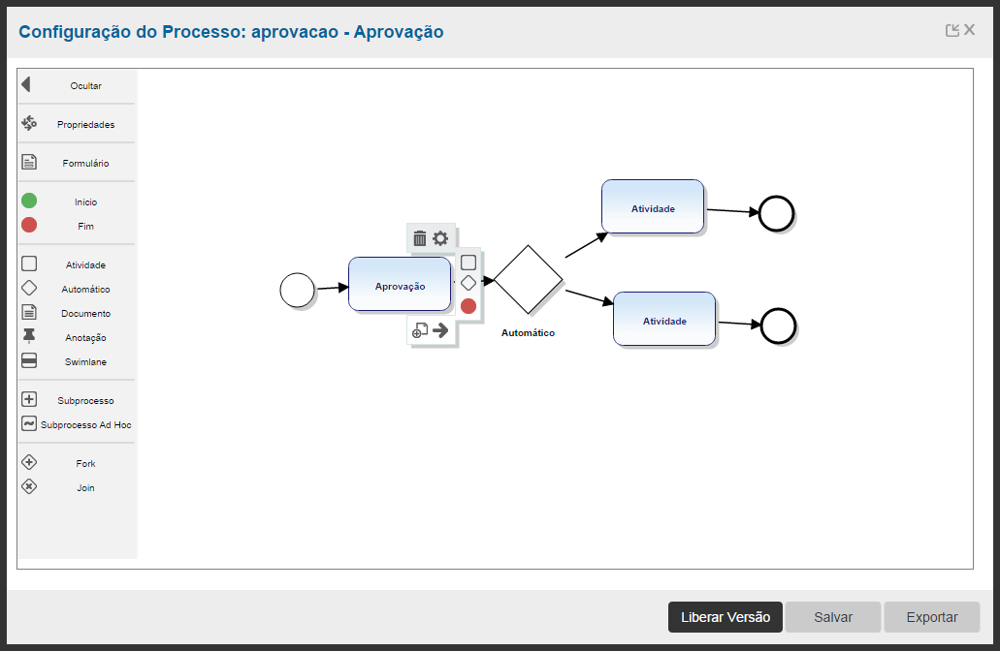 Configuração do Processo: aprovacao - Aprovação
Ocultar
Propriedades
Formulário
Inicio
Fim
Atividade
Automático
Documento
Anotação
Swimlane
Subprocesso
Subprocesso Ad Hoc
Fork
Join
Aprovação
Automático
Atividade
Atividade
Liberar Versão
Salvar
Exportar